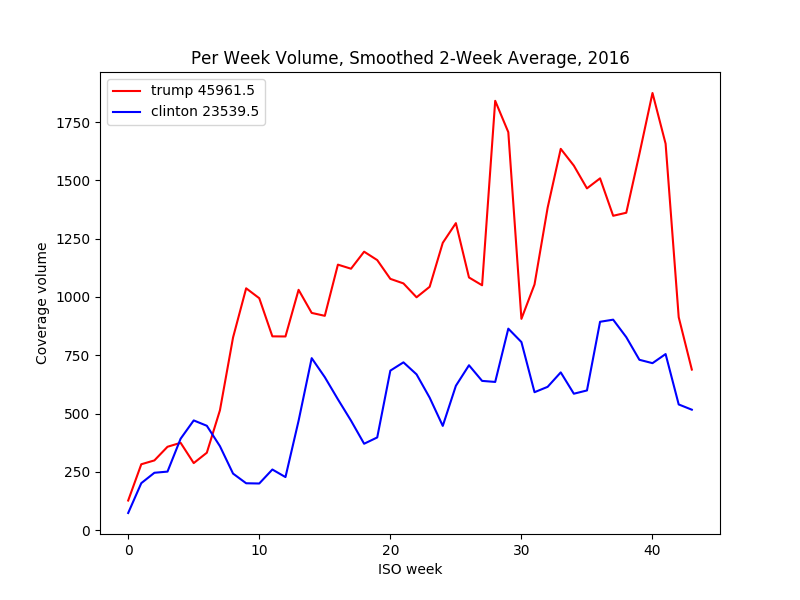 Per Week Volume, Smoothed 2-Week Average, 2016
trump 45961.5
clinton 23539.5
Coverage volume
1750
1500
1250
1000
750
500
250
0
0 10 20 30 40
ISO week